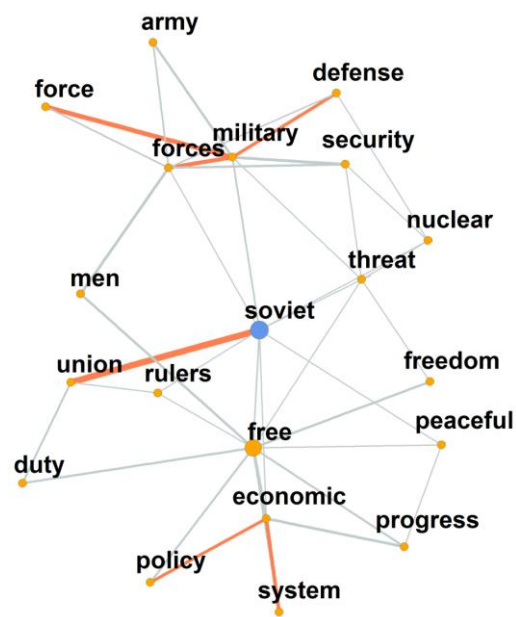 army
force
defense
military
forces
security
nuclear
threat
men
soviet
union
rulers
freedom
peaceful
free
duty
economic
progress
policy
system